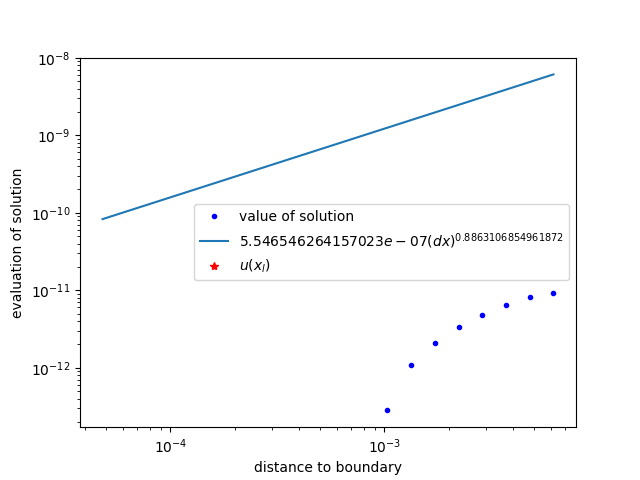 10⁻⁸
10⁻⁹
10⁻¹⁰
10⁻¹¹
10⁻¹²
evaluation of solution
value of solution
5.546546264157023e − 07(dx)^0.8863106854961872
u(x_l)
10⁻⁴
10⁻³
distance to boundary